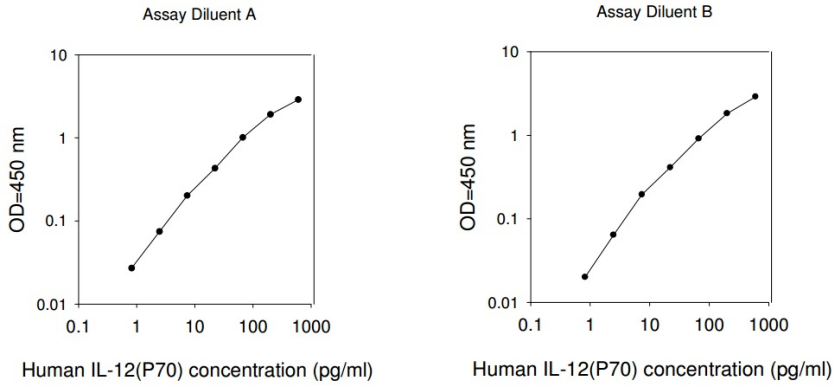 Assay Diluent A
10
1
0.1
0.01
OD=450 nm
0.1 1 10 100 1000
Human IL-12(P70) concentration (pg/ml)
Assay Diluent B
10
1
0.1
0.01
OD=450 nm
0.1 1 10 100 1000
Human IL-12(P70) concentration (pg/ml)